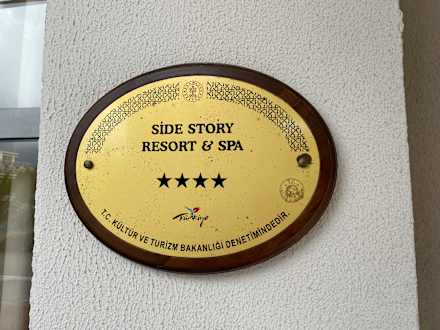 SİDE STORY
RESORT & SPA
★★★★
Türkiye
T.C. KÜLTÜR VE TURİZM BAKANLIĞI DENETİMİNDEDİR.